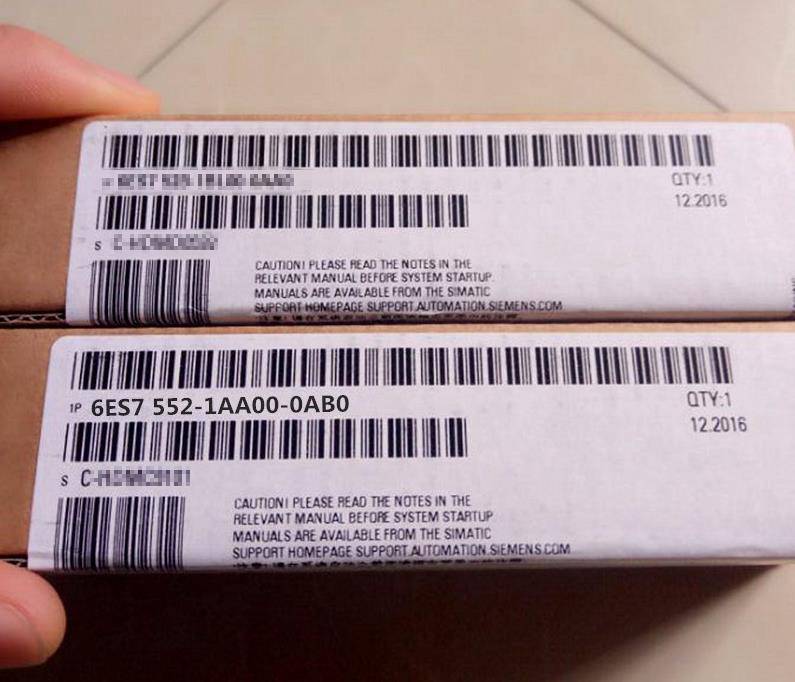 QTY:1
12.2016
S
CAUTION! PLEASE READ THE NOTES IN THE
RELEVANT MANUAL BEFORE SYSTEM STARTUP.
MANUALS ARE AVAILABLE FROM THE SIMATIC
SUPPORT HOMEPAGE SUPPORT.AUTOMATION.SIEMENS.COM
1P 6ES7 552-1AA00-0AB0
QTY:1
12.2016
S
CAUTION! PLEASE READ THE NOTES IN THE
RELEVANT MANUAL BEFORE SYSTEM STARTUP
MANUALS ARE AVAILABLE FROM THE SIMATIC
SUPPORT HOMEPAGE SUPPORT.AUTOMATION.SIEMENS.COM